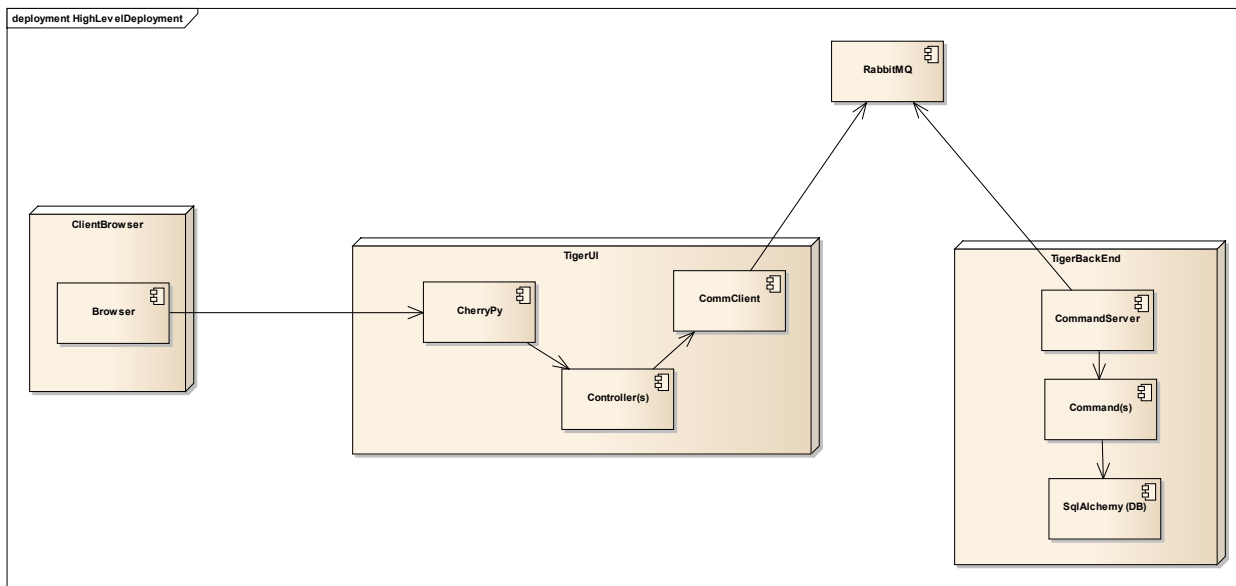 deployment HighLevelDeployment
RabbitMQ
ClientBrowser
Browser
TigerUI
CherryPy
CommClient
Controller(s)
TigerBackEnd
CommandServer
Command(s)
SqlAlchemy (DB)